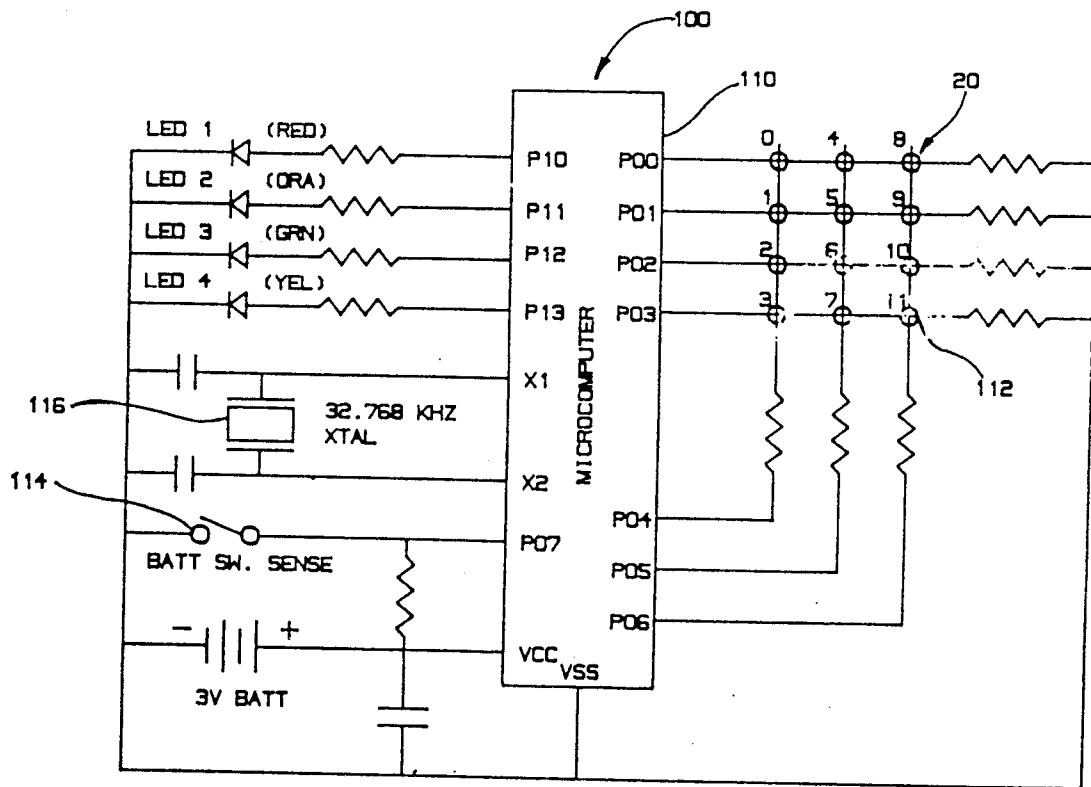 100
110
20
LED 1 (RED)
P10
P00
0 4 8
LED 2 (ORA)
P11
P01
1 5 9
LED 3 (GRN)
P12
P02
2 6 10
LED 4 (YEL)
P13
P03
3 7 11
112
MICROCOMPUTER
X1
116
32.768 KHZ
XTAL
X2
114
P04
P07
BATT SW. SENSE
P05
P06
- +
VCC
VSS
3V BATT